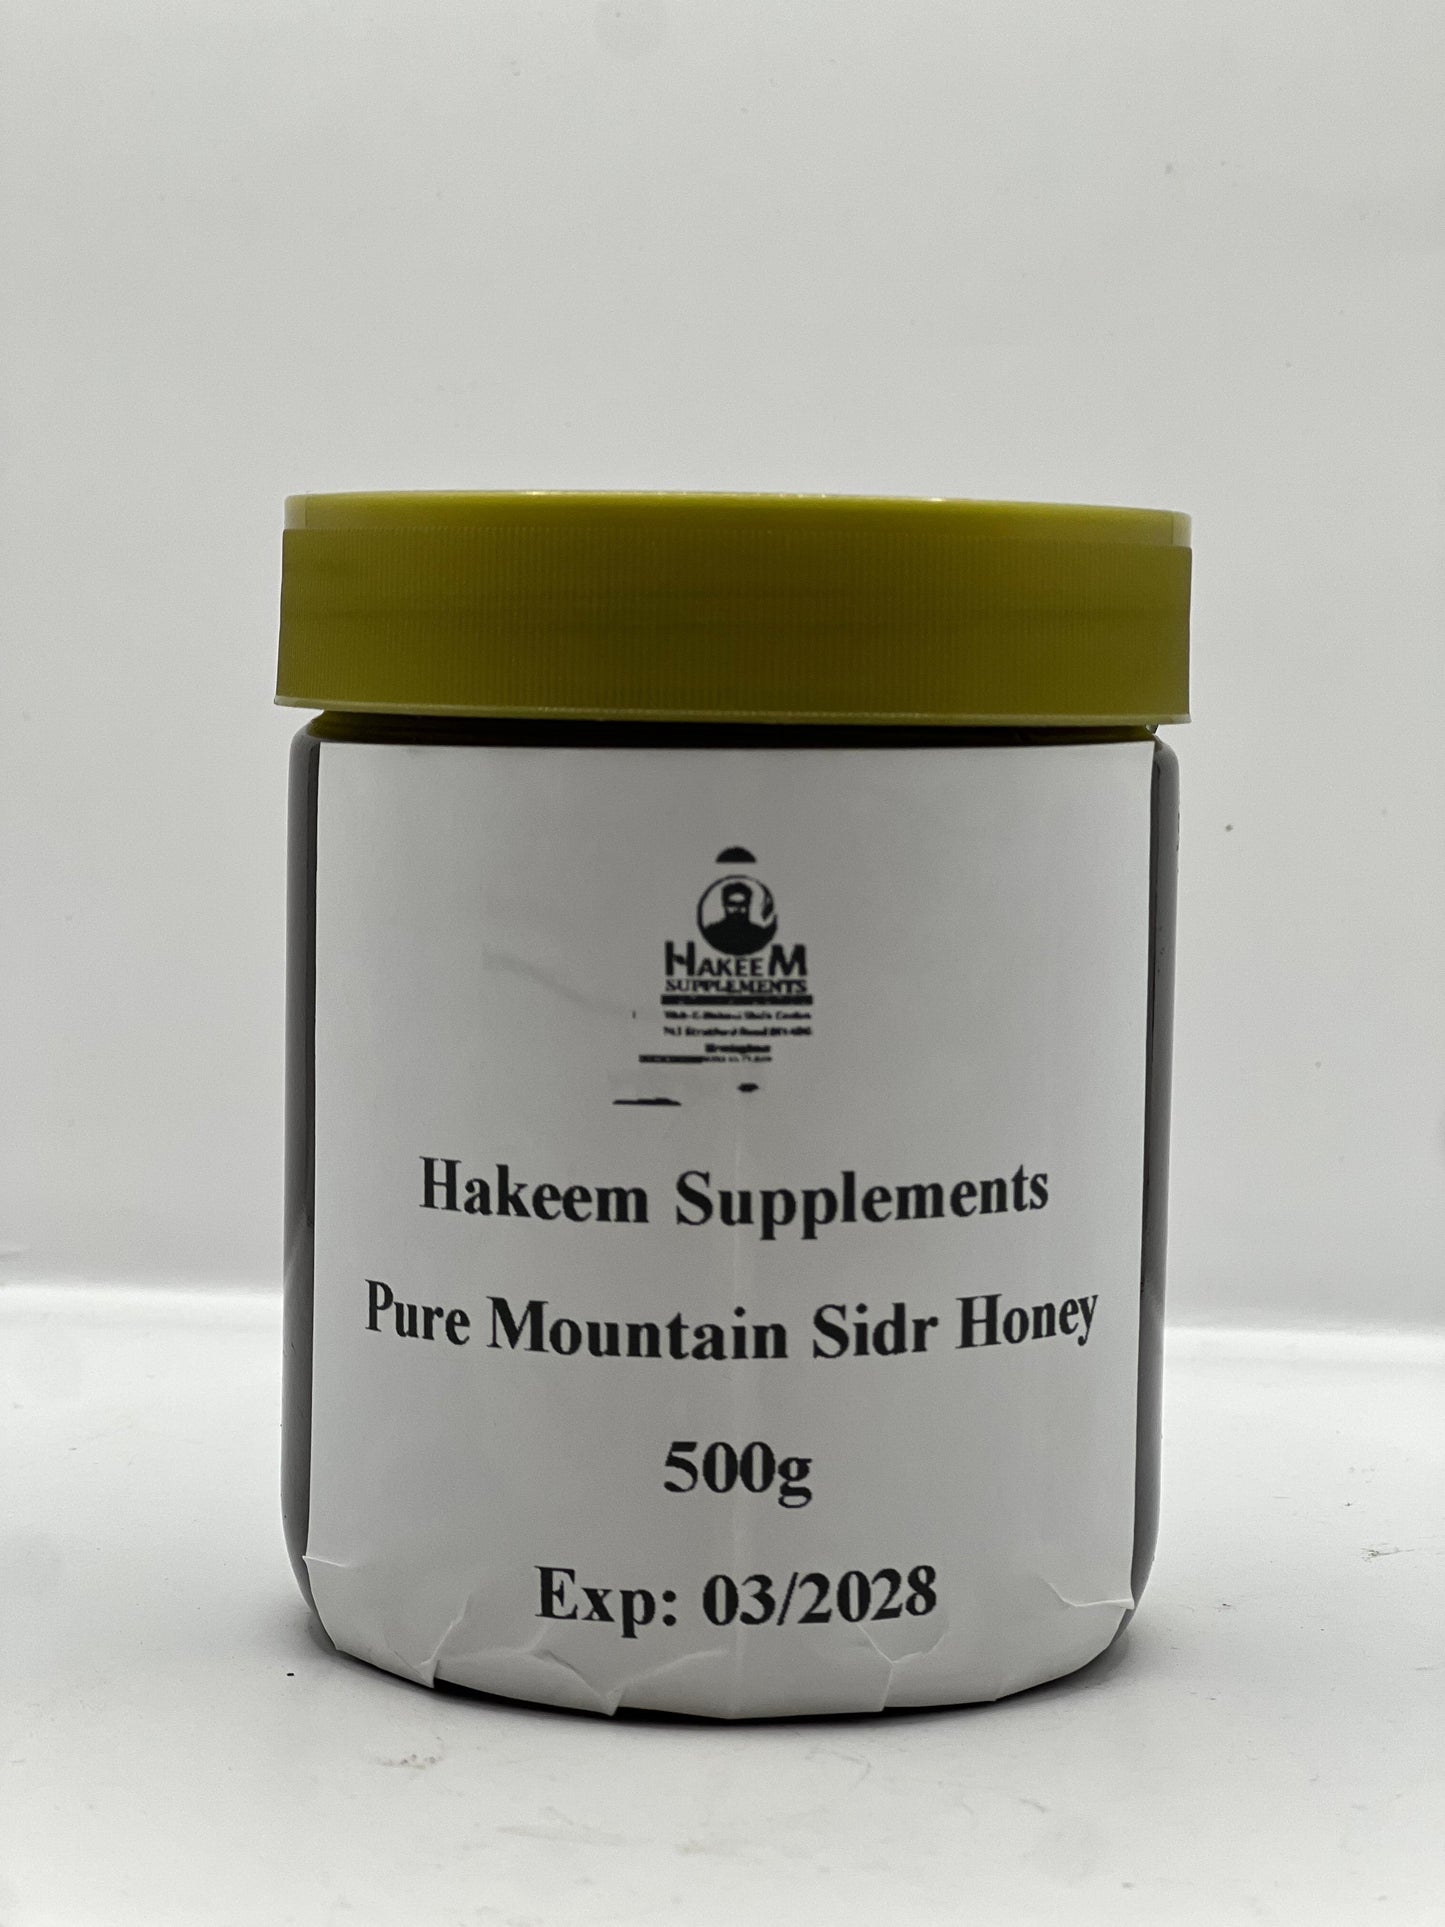 HAKEEM
SUPPLEMENTS
Hakeem Supplements
Pure Mountain Sidr Honey
500g
Exp: 03/2028